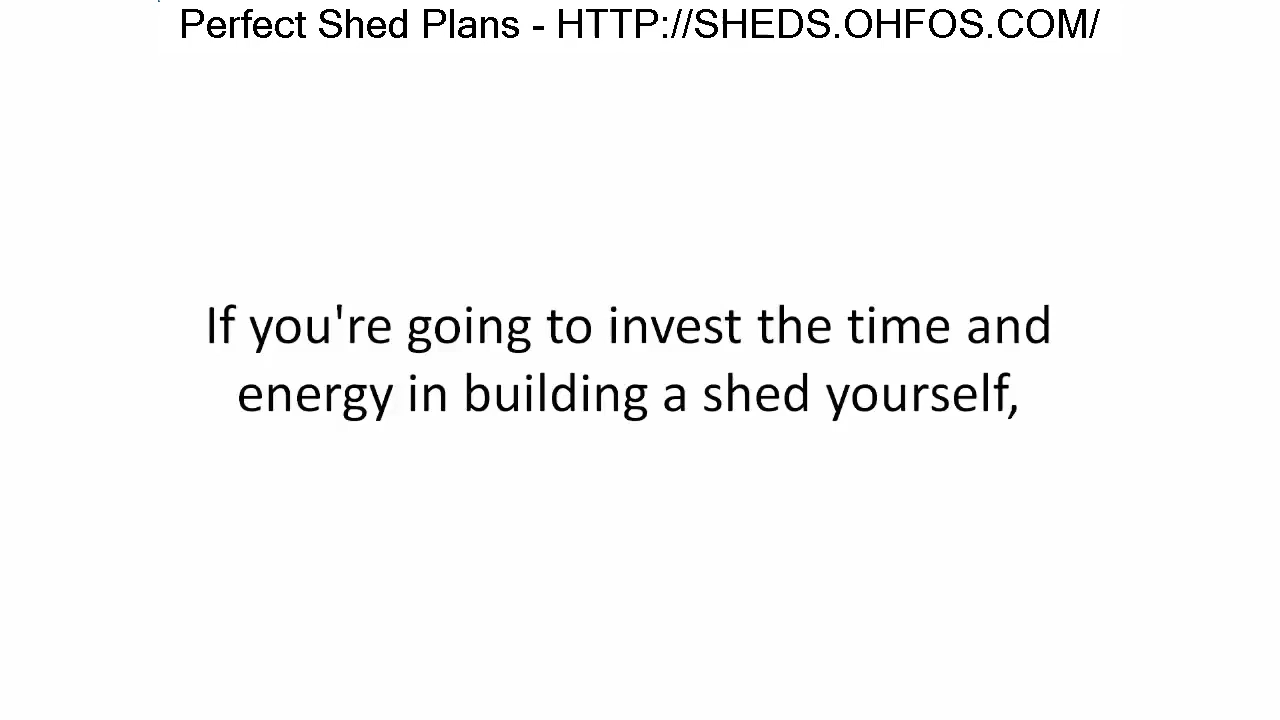 Perfect Shed Plans - HTTP://SHEDS.OHFOS.COM/
If you're going to invest the time and
energy in building a shed yourself,